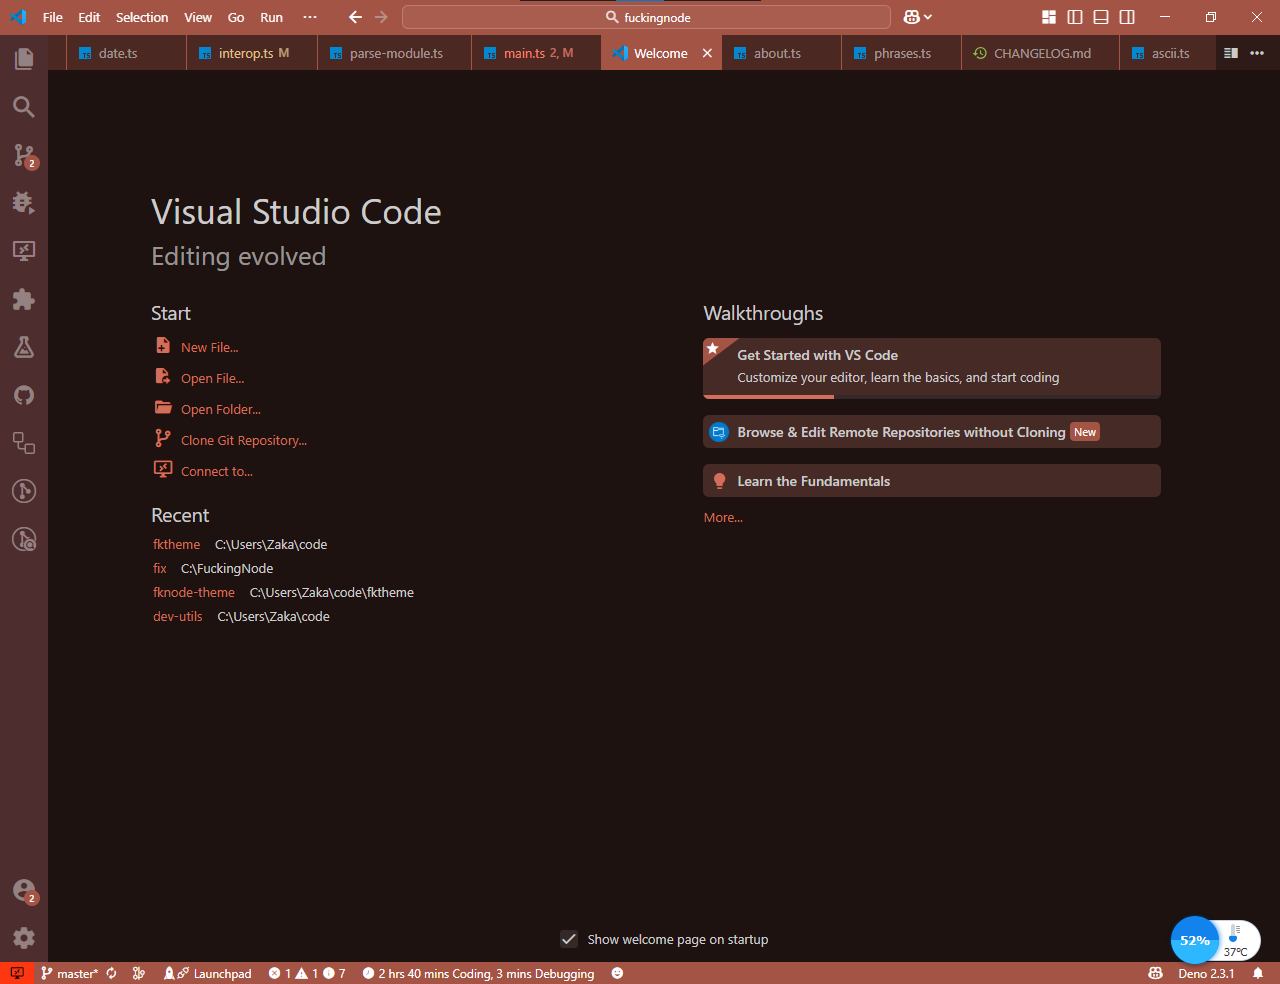 File Edit Selection View Go Run ··· fuckingnode
date.ts interop.ts M parse-module.ts main.ts 2, M Welcome about.ts phrases.ts CHANGELOG.md ascii.ts
2
Visual Studio Code
Editing evolved
Start
New File...
Open File...
Open Folder...
Clone Git Repository...
Connect to...
Recent
fktheme C:\Users\Zaka\code
fix C:\FuckingNode
fknode-theme C:\Users\Zaka\code\fktheme
dev-utils C:\Users\Zaka\code
Walkthroughs
Get Started with VS Code
Customize your editor, learn the basics, and start coding
Browse & Edit Remote Repositories without Cloning New
Learn the Fundamentals
More...
2
Show welcome page on startup
52% 37°C
master* Launchpad 1 1 7 2 hrs 40 mins Coding, 3 mins Debugging Deno 2.3.1